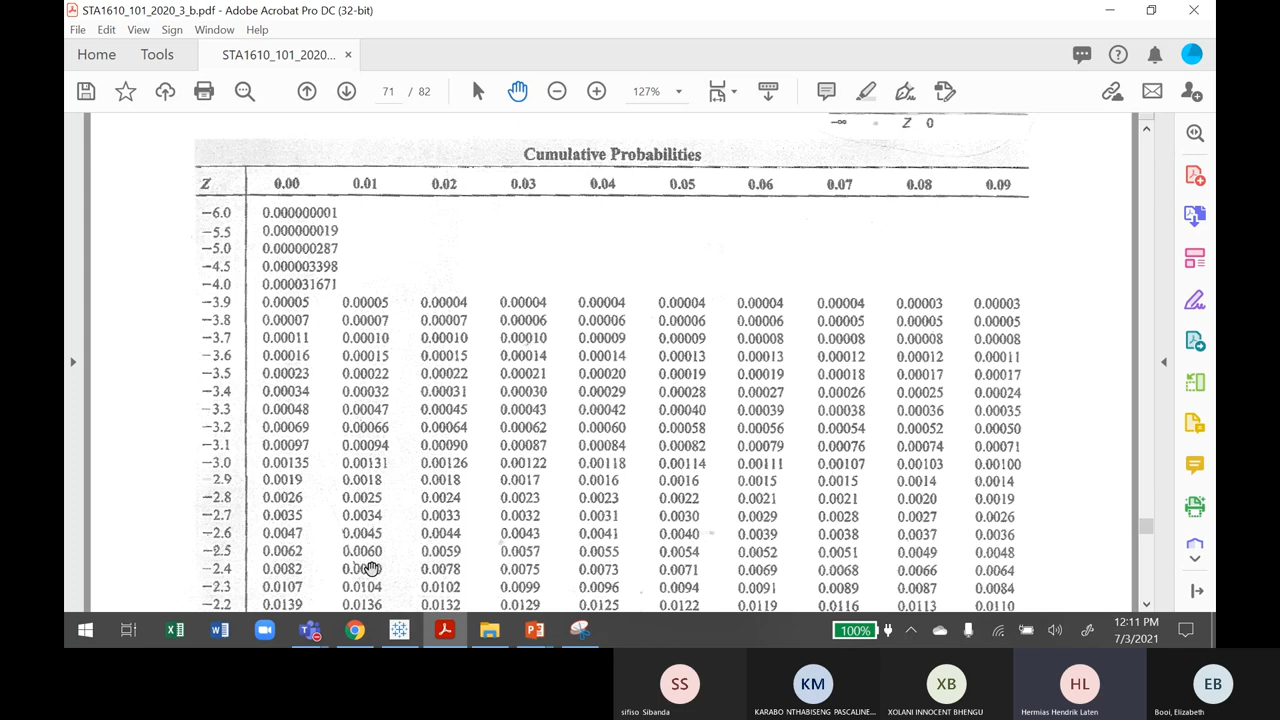 STA1610_101_2020_3_b.pdf - Adobe Acrobat Pro DC (32-bit)
File Edit View Sign Window Help
Home Tools STA1610_101_2020... ×
71 / 82 127%
-∞ Z 0
Cumulative Probabilities
Z 0.00 0.01 0.02 0.03 0.04 0.05 0.06 0.07 0.08 0.09
−6.0 0.000000001
−5.5 0.000000019
−5.0 0.000000287
−4.5 0.000003398
−4.0 0.000031671
−3.9 0.00005 0.00005 0.00004 0.00004 0.00004 0.00004 0.00004 0.00004 0.00003 0.00003
−3.8 0.00007 0.00007 0.00007 0.00006 0.00006 0.00006 0.00006 0.00005 0.00005 0.00005
−3.7 0.00011 0.00010 0.00010 0.00010 0.00009 0.00009 0.00008 0.00008 0.00008 0.00008
−3.6 0.00016 0.00015 0.00015 0.00014 0.00014 0.00013 0.00013 0.00012 0.00012 0.00011
−3.5 0.00023 0.00022 0.00022 0.00021 0.00020 0.00019 0.00019 0.00018 0.00017 0.00017
−3.4 0.00034 0.00032 0.00031 0.00030 0.00029 0.00028 0.00027 0.00026 0.00025 0.00024
−3.3 0.00048 0.00047 0.00045 0.00043 0.00042 0.00040 0.00039 0.00038 0.00036 0.00035
−3.2 0.00069 0.00066 0.00064 0.00062 0.00060 0.00058 0.00056 0.00054 0.00052 0.00050
−3.1 0.00097 0.00094 0.00090 0.00087 0.00084 0.00082 0.00079 0.00076 0.00074 0.00071
−3.0 0.00135 0.00131 0.00126 0.00122 0.00118 0.00114 0.00111 0.00107 0.00103 0.00100
−2.9 0.0019 0.0018 0.0018 0.0017 0.0016 0.0016 0.0015 0.0015 0.0014 0.0014
−2.8 0.0026 0.0025 0.0024 0.0023 0.0023 0.0022 0.0021 0.0021 0.0020 0.0019
−2.7 0.0035 0.0034 0.0033 0.0032 0.0031 0.0030 0.0029 0.0028 0.0027 0.0026
−2.6 0.0047 0.0045 0.0044 0.0043 0.0041 0.0040 0.0039 0.0038 0.0037 0.0036
−2.5 0.0062 0.0060 0.0059 0.0057 0.0055 0.0054 0.0052 0.0051 0.0049 0.0048
−2.4 0.0082 0.0078 0.0075 0.0073 0.0071 0.0069 0.0068 0.0066 0.0064
−2.3 0.0107 0.0104 0.0102 0.0099 0.0096 0.0094 0.0091 0.0089 0.0087 0.0084
−2.2 0.0139 0.0136 0.0132 0.0129 0.0125 0.0122 0.0119 0.0116 0.0113 0.0110
100% 12:11 PM
7/3/2021
SS KM XB HL EB
sifiso Sibanda KARABO NTHABISENG PASCALINE... XOLANI INNOCENT BHENGU Hermias Hendrik Laten Booi, Elizabeth